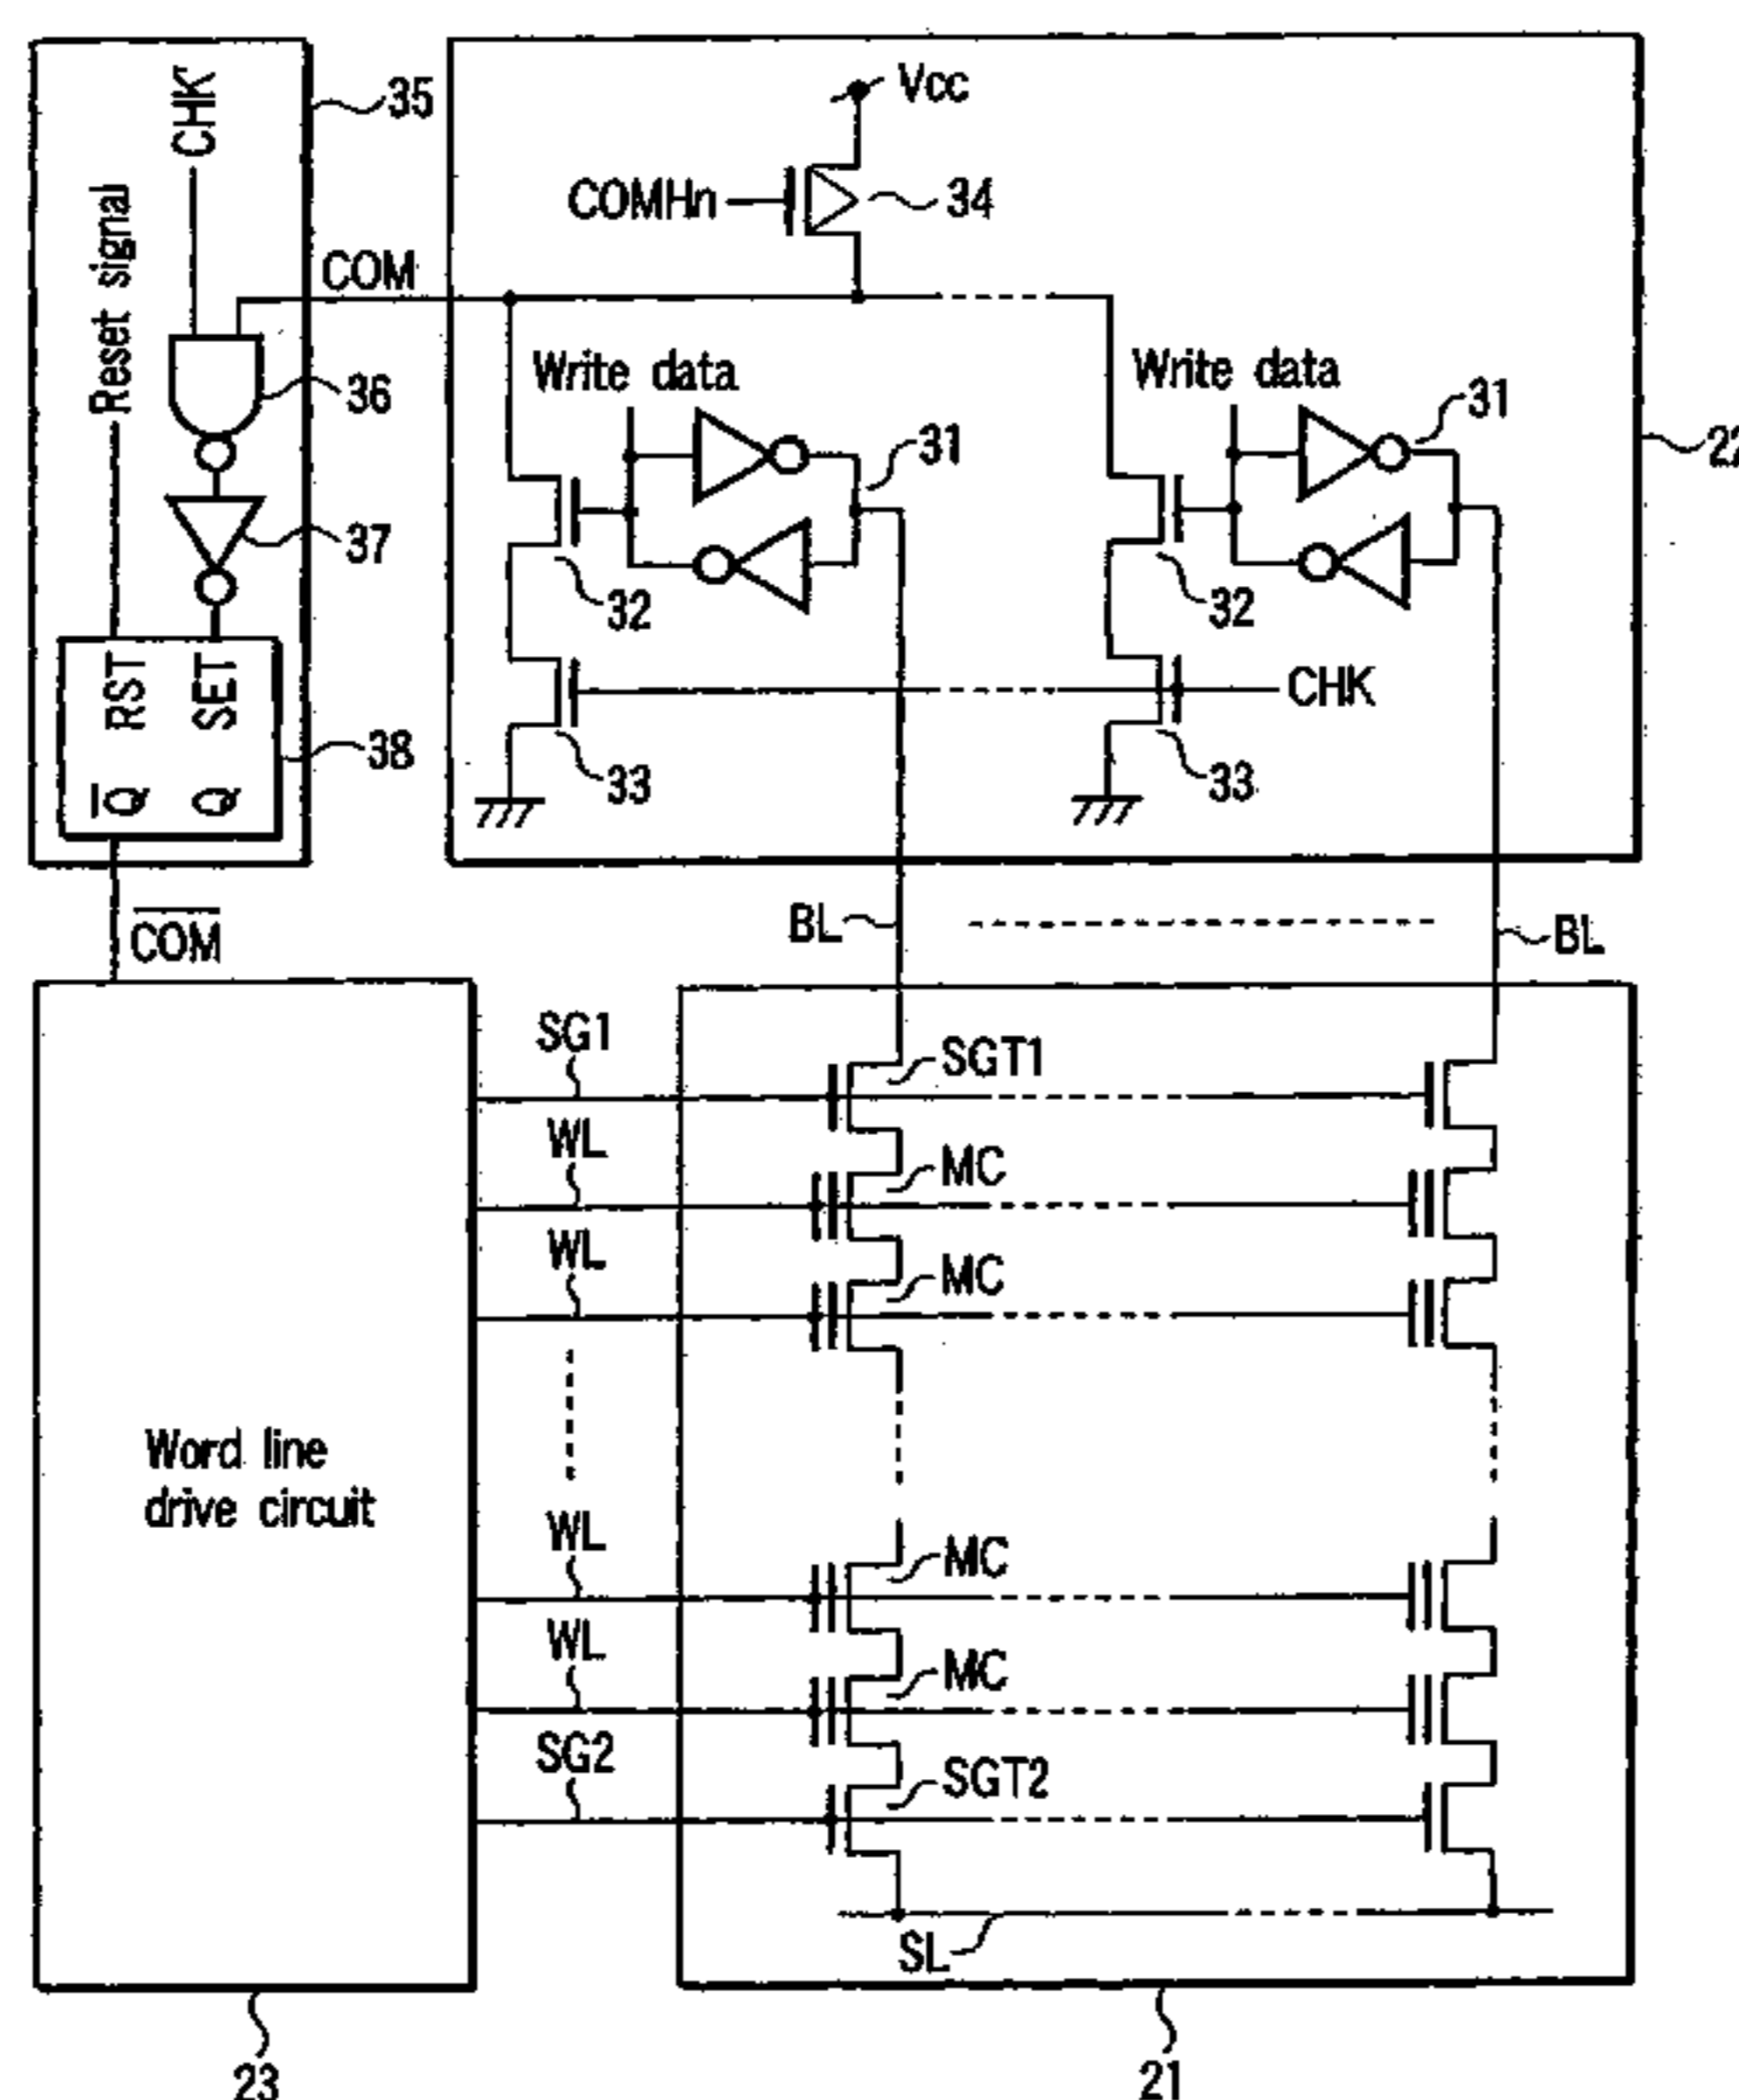 CHK
35
Reset signal
COM
36
37
RST
SET
38
Q̅
Q
C̅O̅M̅
Vcc
COMHn
34
Write data
31
Write data
31
22
32
32
CHK
33
33
BL
BL
SG1
SGT1
WL
MC
WL
MC
Word line
drive circuit
WL
MC
WL
MC
SG2
SGT2
SL
23
21